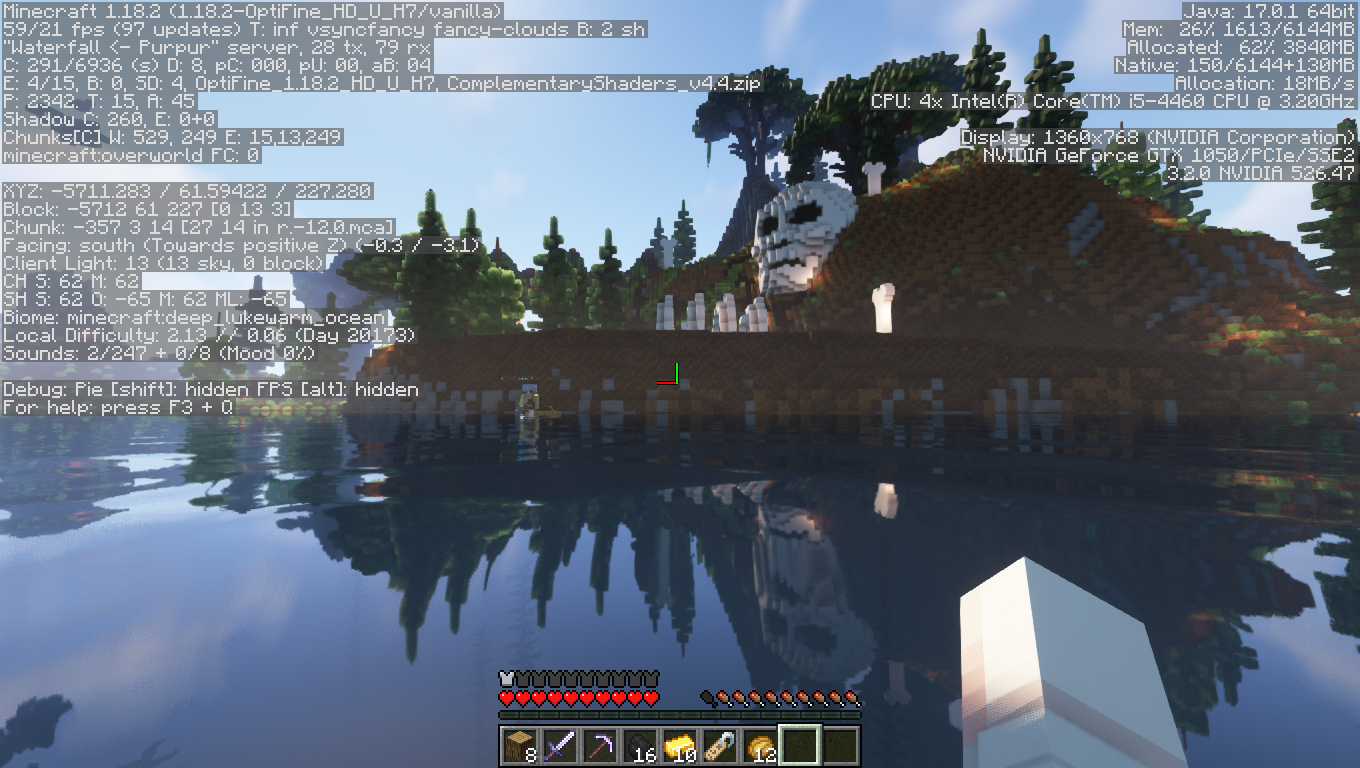 Minecraft 1.18.2 (1.18.2-OptiFine_HD_U_H7/vanilla)
59/21 fps (97 updates) T: inf vsyncfancy fancy-clouds B: 2 sh
"Waterfall <- Purpur" server, 28 tx, 79 rx
C: 291/6936 (s) D: 8, pC: 000, pU: 00, aB: 04
E: 4/15, B: 0, SD: 4, OptiFine_1.18.2_HD_U_H7, ComplementaryShaders_v4.4.zip
P: 2342, T: 15, A: 45
Shadow C: 260, E: 0+0
Chunks[C] W: 529, 249 E: 15,13,249
minecraft:overworld FC: 0
XYZ: -5711.283 / 61.59422 / 227.280
Block: -5712 61 227 [0 13 3]
Chunk: -357 3 14 [27 14 in r.-12.0.mca]
Facing: south (Towards positive Z) (-0.3 / -3.1)
Client Light: 13 (13 sky, 0 block)
CH S: 62 M: 62
SH S: 62 O: -65 M: 62 ML: -65
Biome: minecraft:deep_lukewarm_ocean
Local Difficulty: 2.13 // 0.06 (Day 20173)
Sounds: 2/247 + 0/8 (Mood 0%)
Debug: Pie [shift]: hidden FPS [alt]: hidden
For help: press F3 + Q
Java: 17.0.1 64bit
Mem: 26% 1613/6144MB
Allocated: 62% 3840MB
Native: 150/6144+130MB
Allocation: 18MB/s
CPU: 4x Intel(R) Core(TM) i5-4460 CPU @ 3.20GHz
Display: 1360x768 (NVIDIA Corporation)
NVIDIA GeForce GTX 1050/PCIe/SSE2
3.2.0 NVIDIA 526.47
8 16 10 12